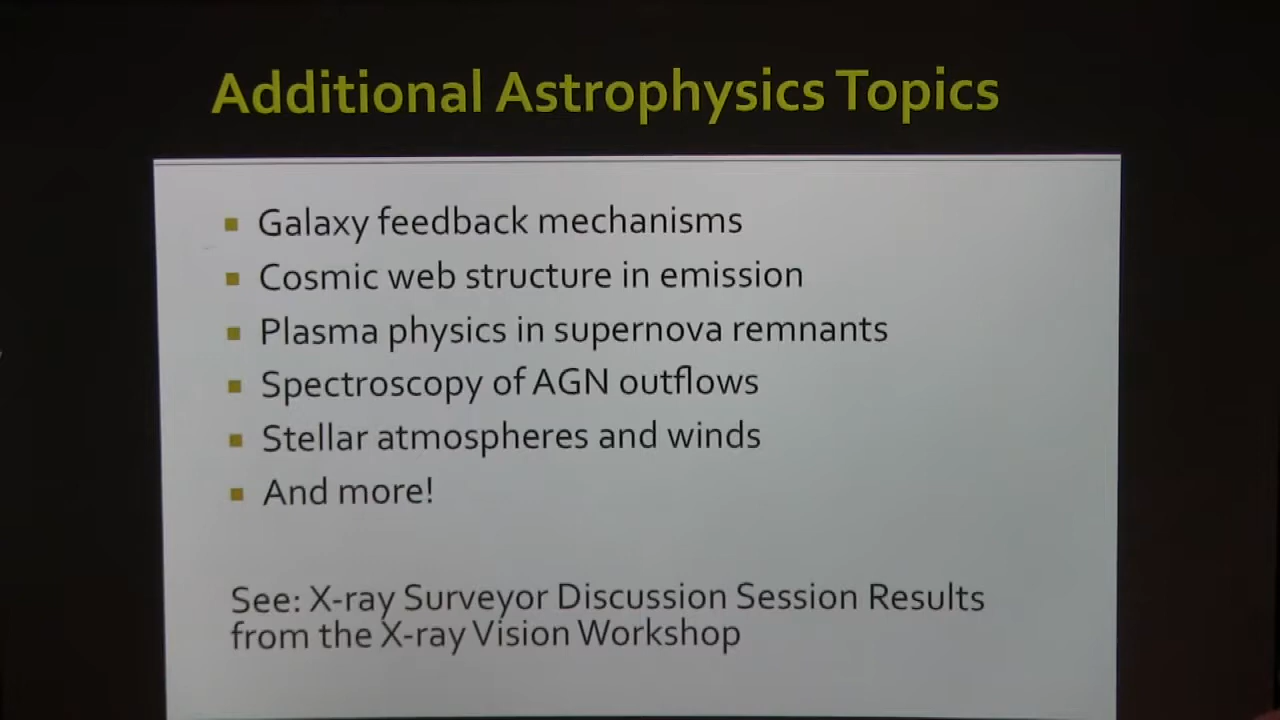 Additional Astrophysics Topics
Galaxy feedback mechanisms
Cosmic web structure in emission
Plasma physics in supernova remnants
Spectroscopy of AGN outflows
Stellar atmospheres and winds
And more!
See: X-ray Surveyor Discussion Session Results
from the X-ray Vision Workshop